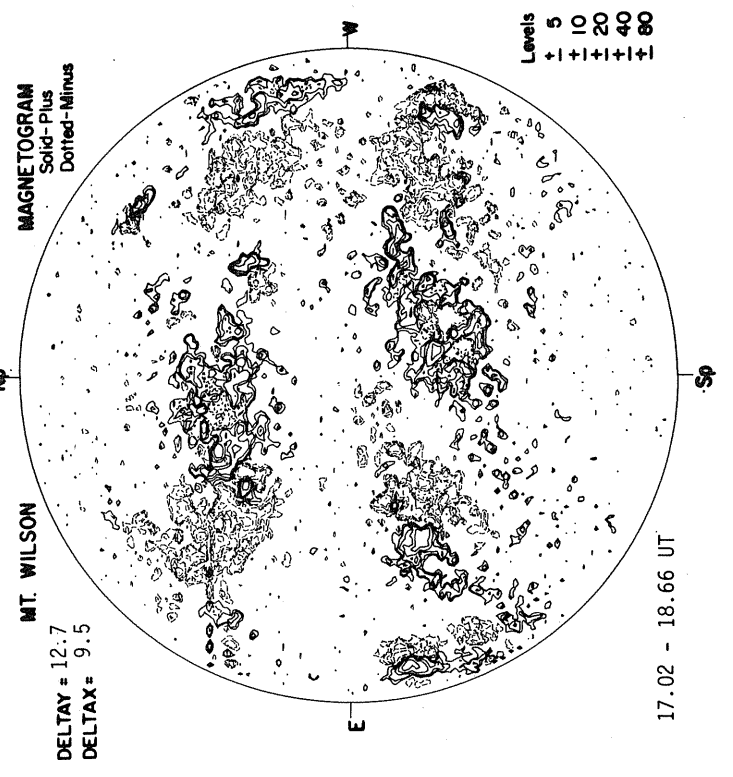 MT. WILSON
MAGNETOGRAM
Solid-Plus
Dotted-Minus
DELTAY = 12.7
DELTAX = 9.5
Levels
± 5
± 10
± 20
± 40
± 80
W
E
Sp
17.02 - 18.66 UT